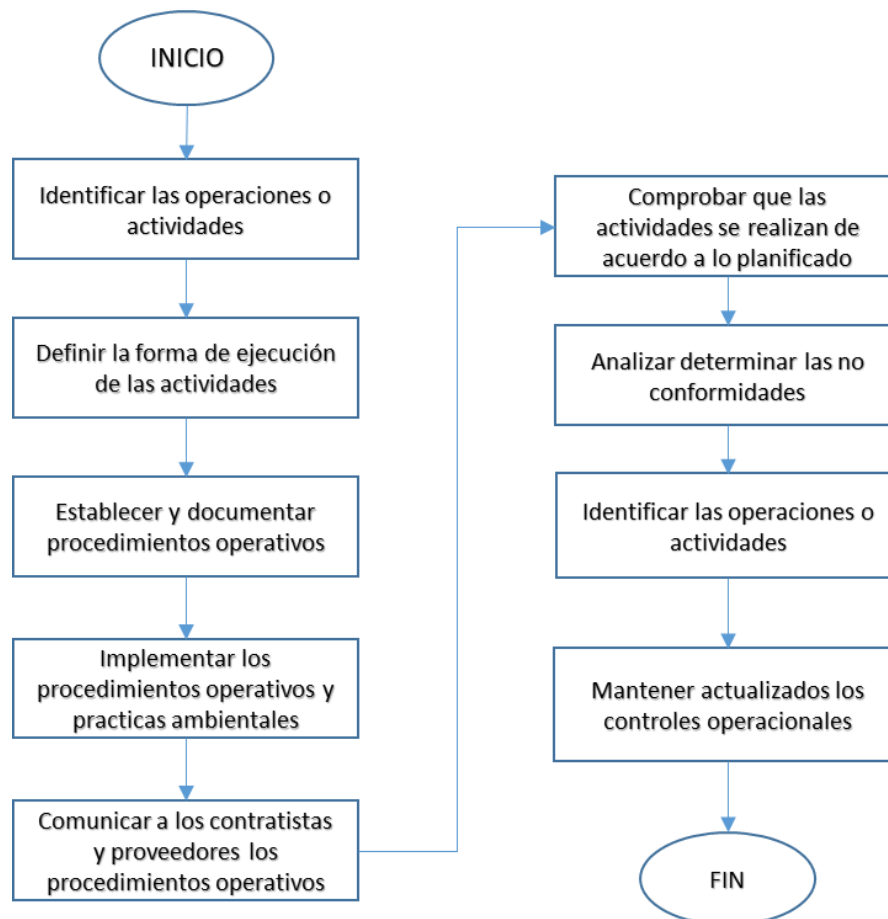 INICIO
Identificar las operaciones o
actividades
Definir la forma de ejecución
de las actividades
Establecer y documentar
procedimientos operativos
Implementar los
procedimientos operativos y
practicas ambientales
Comunicar a los contratistas
y proveedores los
procedimientos operativos
Comprobar que las
actividades se realizan de
acuerdo a lo planificado
Analizar determinar las no
conformidades
Identificar las operaciones o
actividades
Mantener actualizados los
controles operacionales
FIN